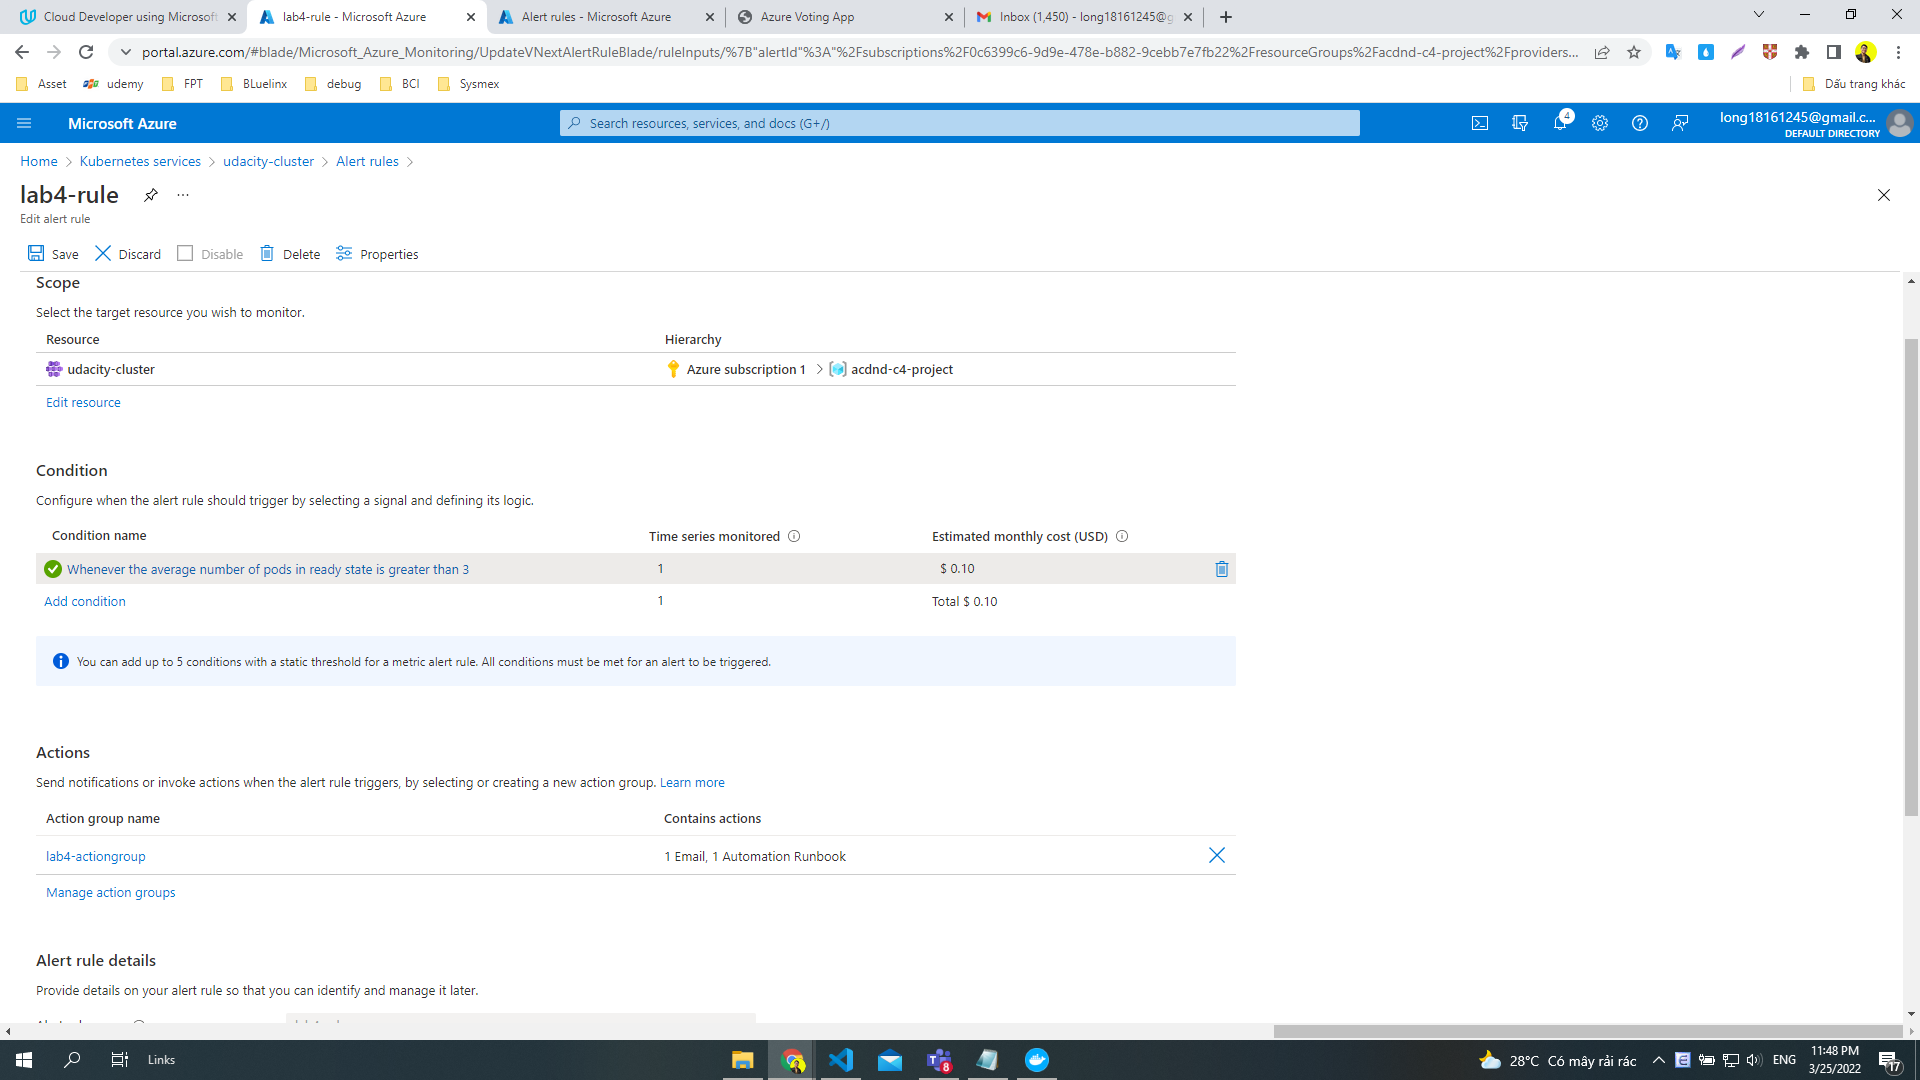 Cloud Developer using Microsoft
lab4-rule - Microsoft Azure
Alert rules - Microsoft Azure
Azure Voting App
Inbox (1,450) - long18161245@g
portal.azure.com/#blade/Microsoft_Azure_Monitoring/UpdateVNextAlertRuleBlade/ruleInputs/%7B"alertId"%3A"%2Fsubscriptions%2F0c6399c6-9d9e-478e-b882-9cebb7e7fb22%2FresourceGroups%2Facdnd-c4-project%2Fproviders...
Asset
udemy
FPT
BLuelinx
debug
BCI
Sysmex
Dấu trang khác
Microsoft Azure
Search resources, services, and docs (G+/)
4
long18161245@gmail.c...
DEFAULT DIRECTORY
Home > Kubernetes services > udacity-cluster > Alert rules >
lab4-rule
...
Edit alert rule
Save
Discard
Disable
Delete
Properties
Scope
Select the target resource you wish to monitor.
Resource
Hierarchy
udacity-cluster
Azure subscription 1 > acdnd-c4-project
Edit resource
Condition
Configure when the alert rule should trigger by selecting a signal and defining its logic.
Condition name
Time series monitored
Estimated monthly cost (USD)
Whenever the average number of pods in ready state is greater than 3
1
$ 0.10
Add condition
1
Total $ 0.10
You can add up to 5 conditions with a static threshold for a metric alert rule. All conditions must be met for an alert to be triggered.
Actions
Send notifications or invoke actions when the alert rule triggers, by selecting or creating a new action group. Learn more
Action group name
Contains actions
lab4-actiongroup
1 Email, 1 Automation Runbook
Manage action groups
Alert rule details
Provide details on your alert rule so that you can identify and manage it later.
Links
8
28°C Có mây rải rác
ENG
11:48 PM
3/25/2022
17